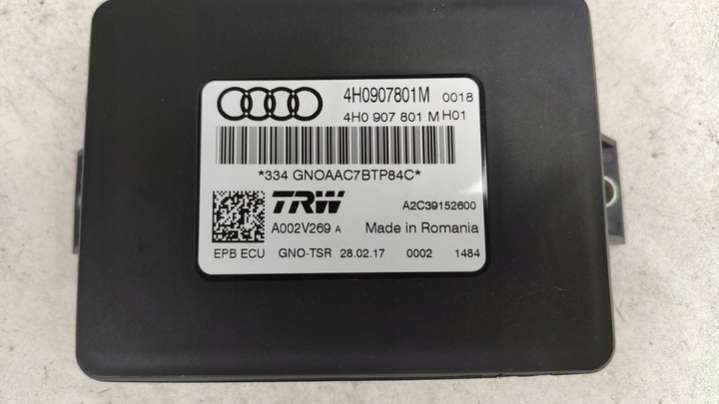 4H0907801M 0018
4H0 907 801 M H01
*334 GNOAAC7BTP84C*
TRW A2C39152600
A002V269 A Made in Romania
EPB ECU GNO-TSR 28.02.17 0002 1484